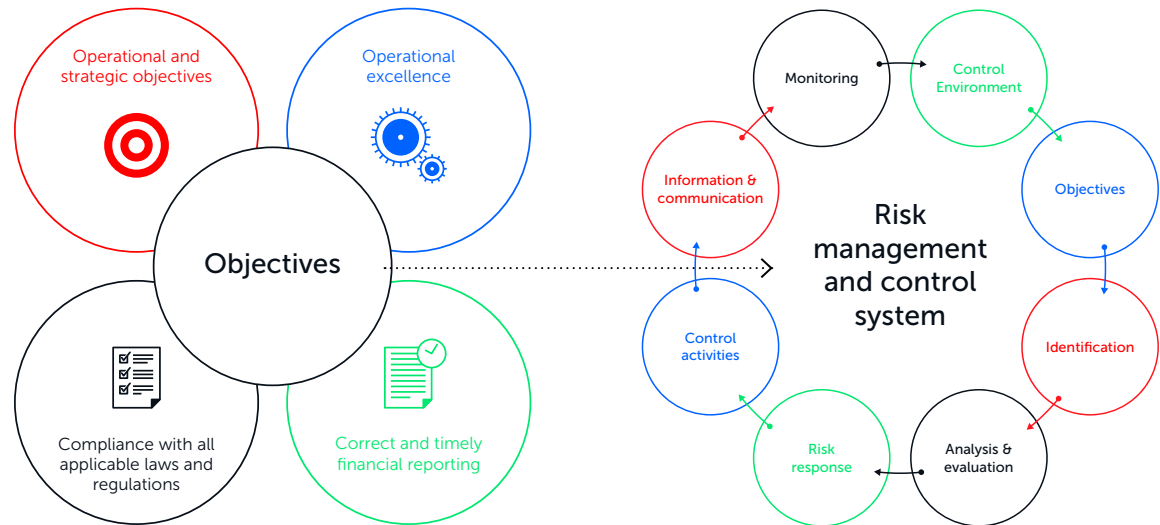 Operational and
strategic objectives
Operational
excellence
Objectives
Compliance with all
applicable laws and
regulations
Correct and timely
financial reporting
Risk
management
and control
system
Monitoring
Control
Environment
Objectives
Identification
Analysis &
evaluation
Risk
response
Control
activities
Information &
communication